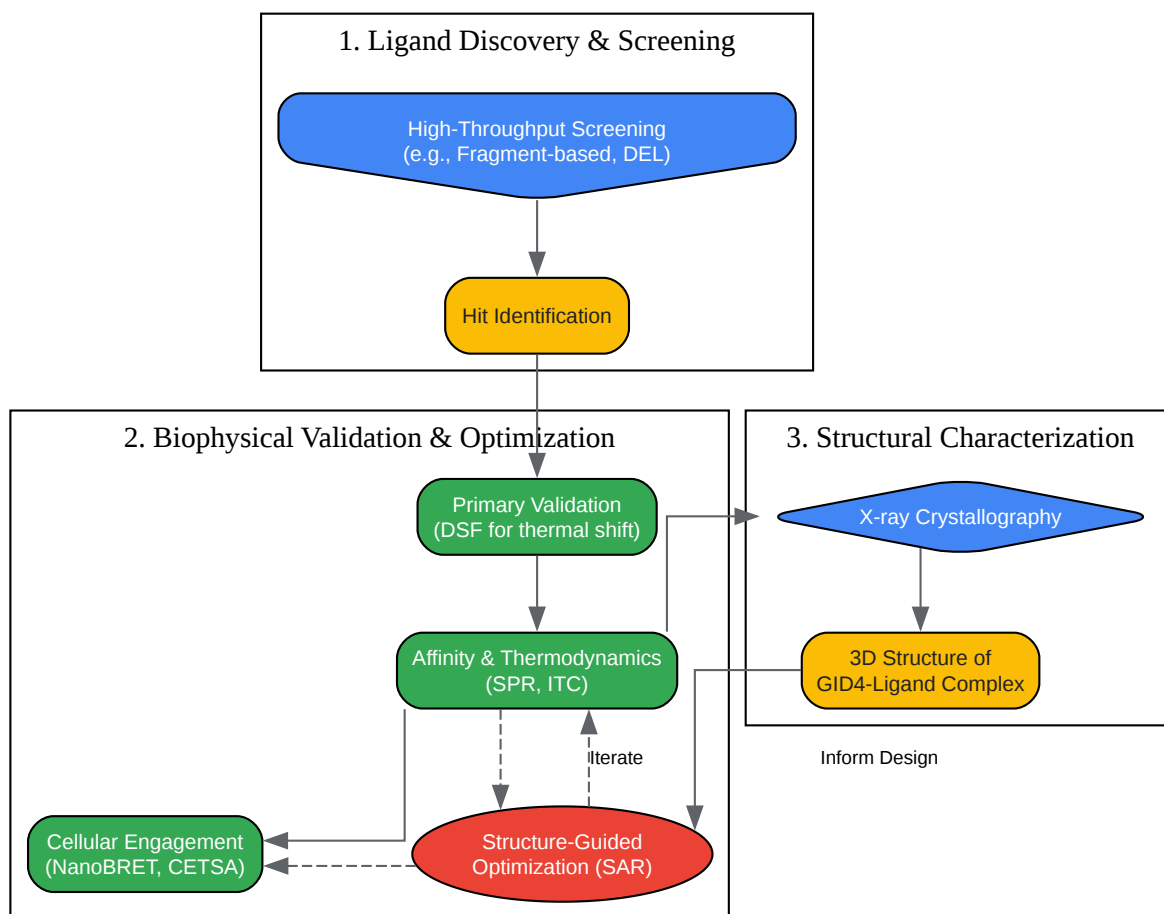 1. Ligand Discovery & Screening
High-Throughput Screening
(e.g., Fragment-based, DEL)
Hit Identification
2. Biophysical Validation & Optimization
Primary Validation
(DSF for thermal shift)
Affinity & Thermodynamics
(SPR, ITC)
Iterate
Structure-Guided
Optimization (SAR)
Cellular Engagement
(NanoBRET, CETSA)
3. Structural Characterization
X-ray Crystallography
3D Structure of
GID4-Ligand Complex
Inform Design